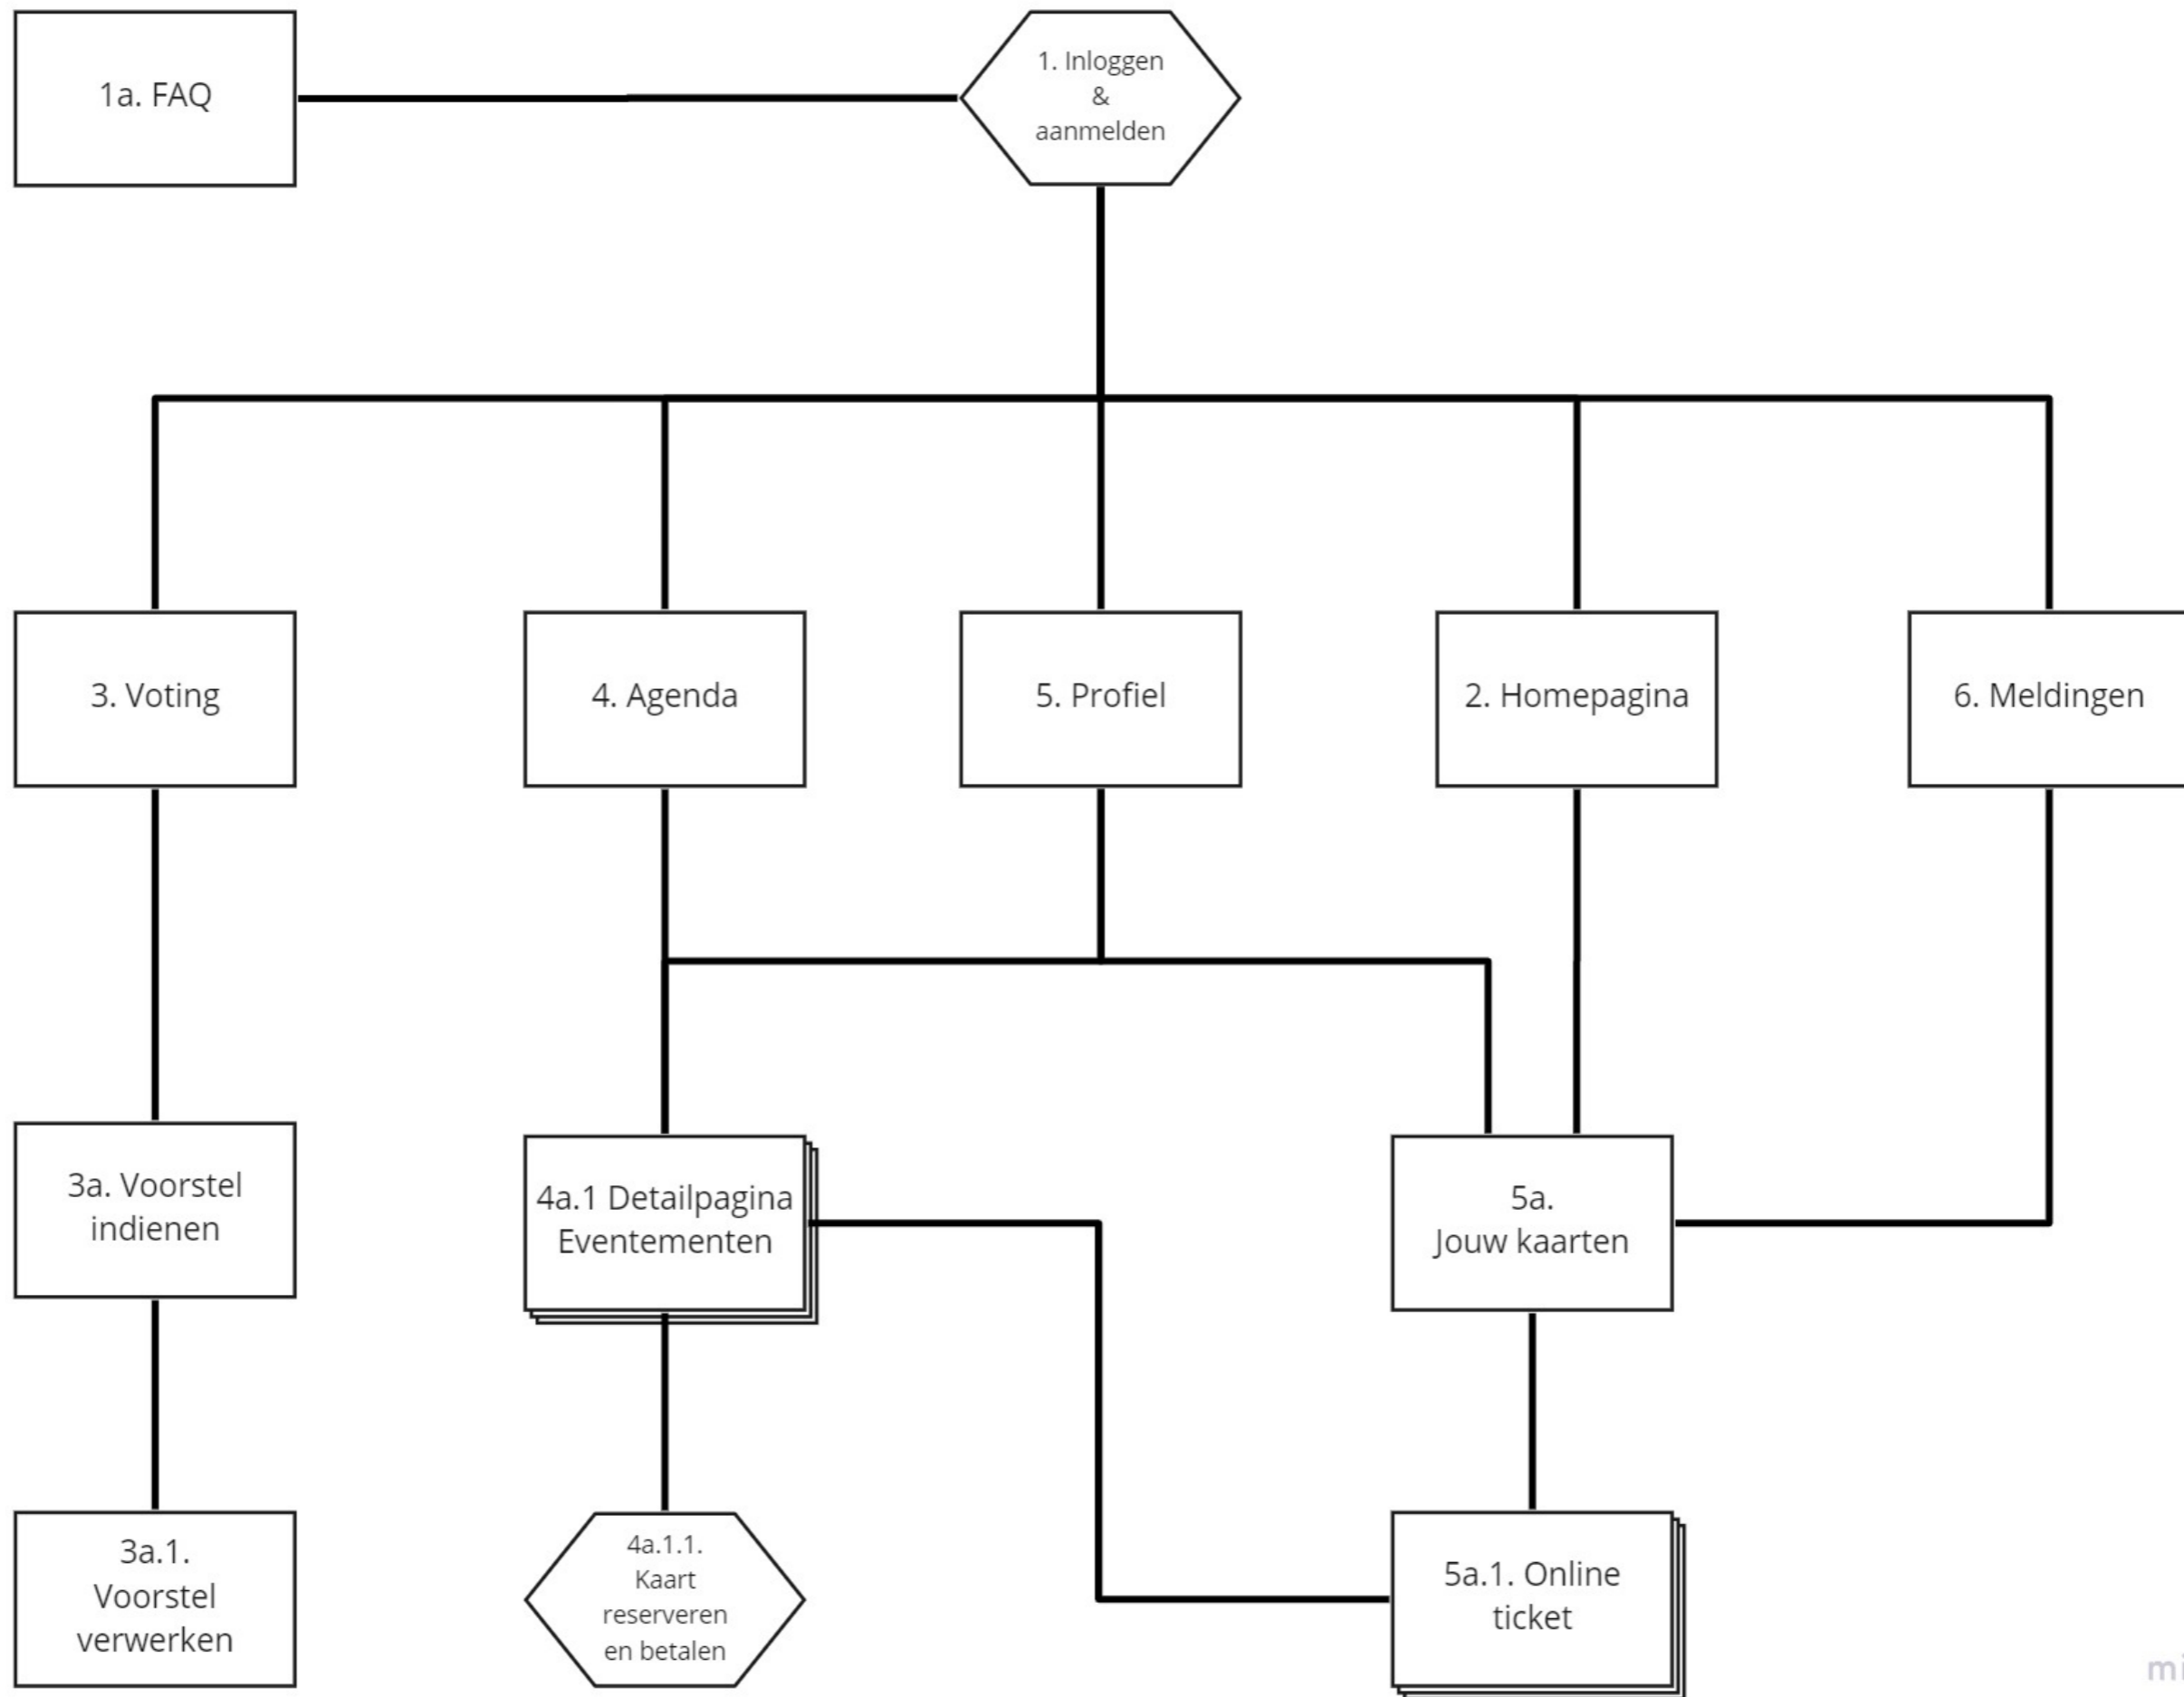 1a. FAQ
1. Inloggen
&
aanmelden
3. Voting
4. Agenda
5. Profiel
2. Homepagina
6. Meldingen
3a. Voorstel
indienen
4a.1 Detailpagina
Eventementen
5a.
Jouw kaarten
3a.1.
Voorstel
verwerken
4a.1.1.
Kaart
reserveren
en betalen
5a.1. Online
ticket